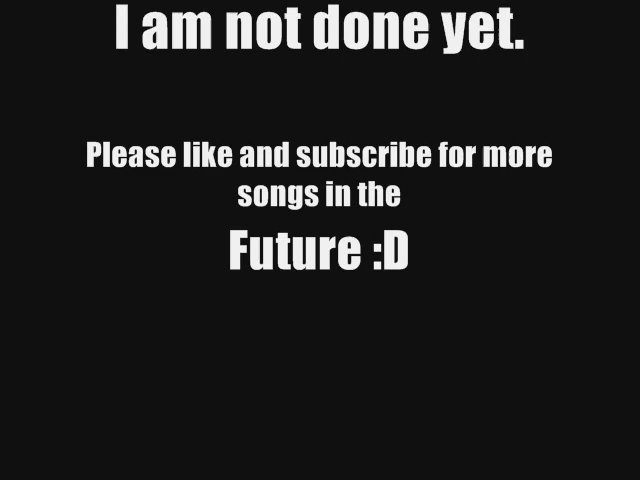 I am not done yet.
Please like and subscribe for more
songs in the
Future :D